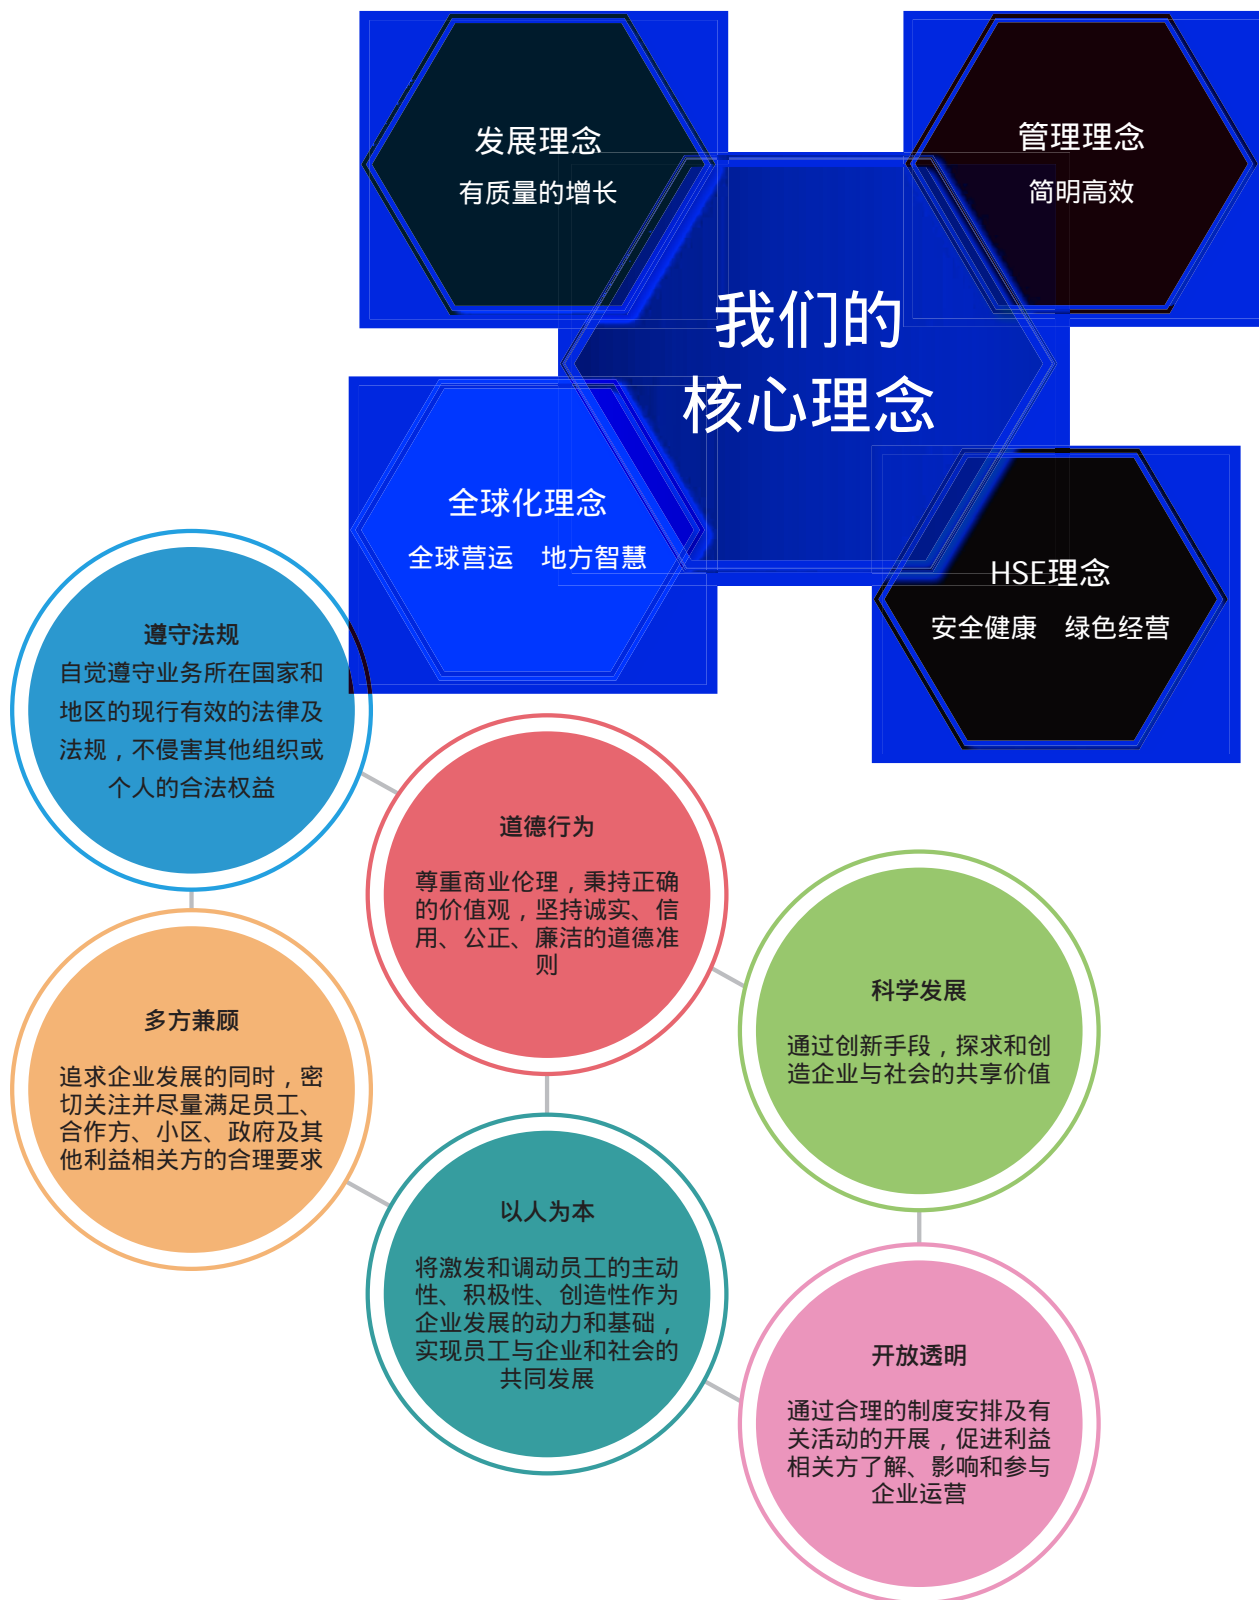 发展理念
有质量的增长
管理理念
简明高效
我们的
核心理念
全球化理念
全球营运 地方智慧
HSE理念
安全健康 绿色经营
遵守法规
自觉遵守业务所在国家和
地区的现行有效的法律及
法规，不侵害其他组织或
个人的合法权益
道德行为
尊重商业伦理，秉持正确
的价值观，坚持诚实、信
用、公正、廉洁的道德准
则
科学发展
通过创新手段，探求和创
造企业与社会的共享价值
多方兼顾
追求企业发展的同时，密
切关注并尽量满足员工、
合作方、小区、政府及其
他利益相关方的合理要求
以人为本
将激发和调动员工的主动
性、积极性、创造性作为
企业发展的动力和基础，
实现员工与企业和社会的
共同发展
开放透明
通过合理的制度安排及有
关活动的开展，促进利益
相关方了解、影响和参与
企业运营